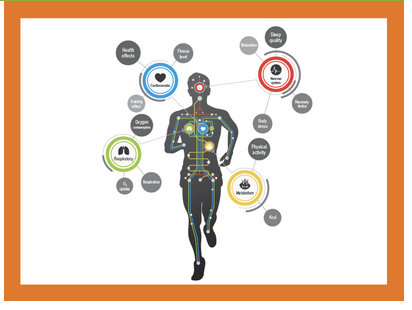 Health
effects
Fitness
level
Cardiovascular
Training
effect
Oxygen
consumption
Respiratory
O₂
uptake
Respiration
Relaxation
Sleep
quality
Nervous
system
Recovery
status
Body
stress
Physical
activity
Metabolism
Kcal